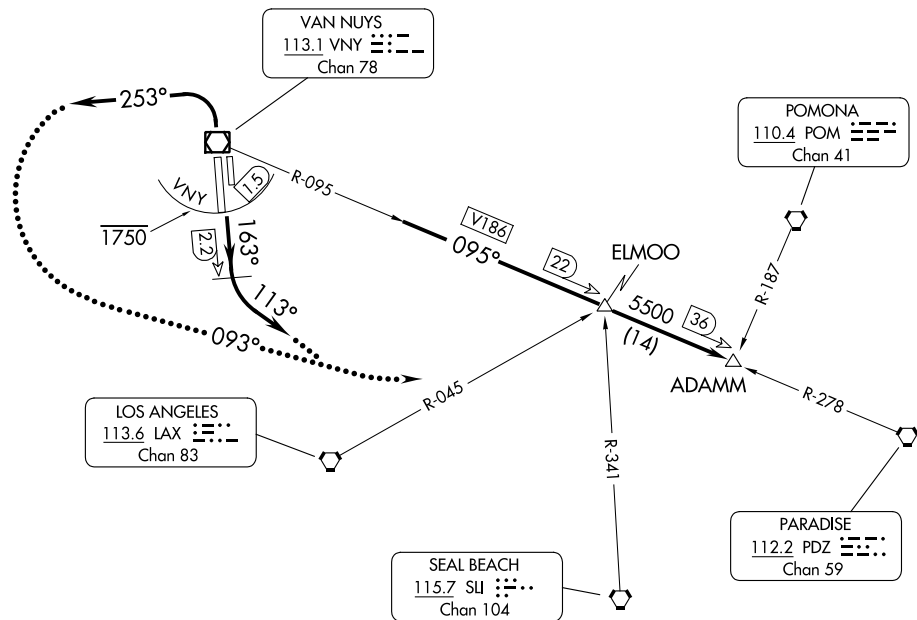 VAN NUYS
113.1 VNY
Chan 78
253°
POMONA
110.4 POM
Chan 41
VNY
1.5
R-095
1750
2.2
163°
V186
095°
22
ELMOO
R-187
113°
5500
(14)
36
ADAMM
093°
R-045
R-278
LOS ANGELES
113.6 LAX
Chan 83
R-341
PARADISE
112.2 PDZ
Chan 59
SEAL BEACH
115.7 SLI
Chan 104